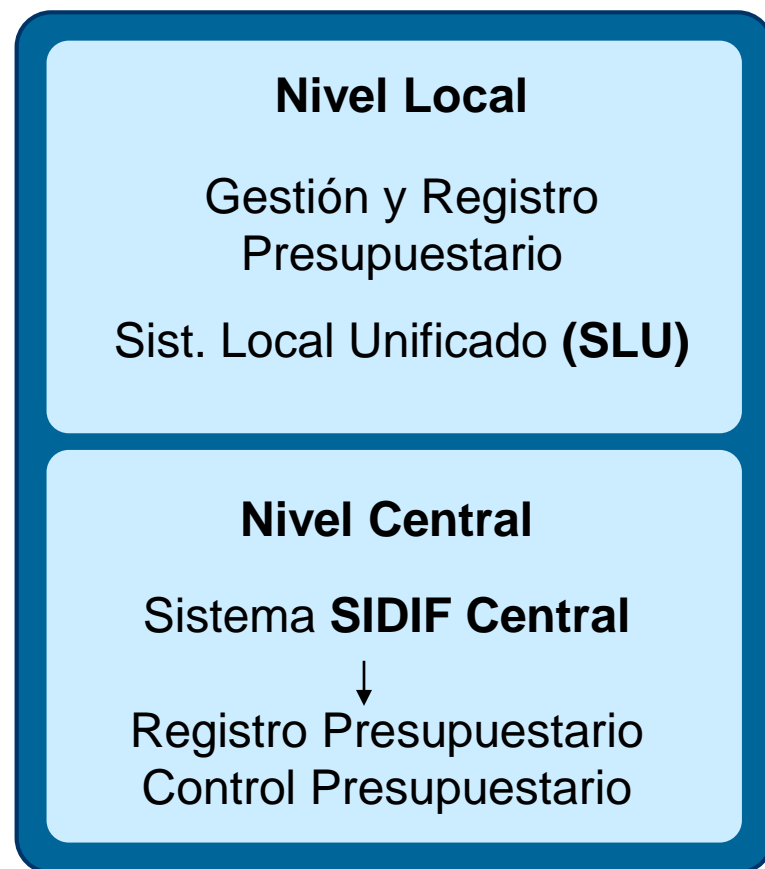 Nivel Local
Gestión y Registro
Presupuestario
Sist. Local Unificado (SLU)
Nivel Central
Sistema SIDIF Central
Registro Presupuestario
Control Presupuestario